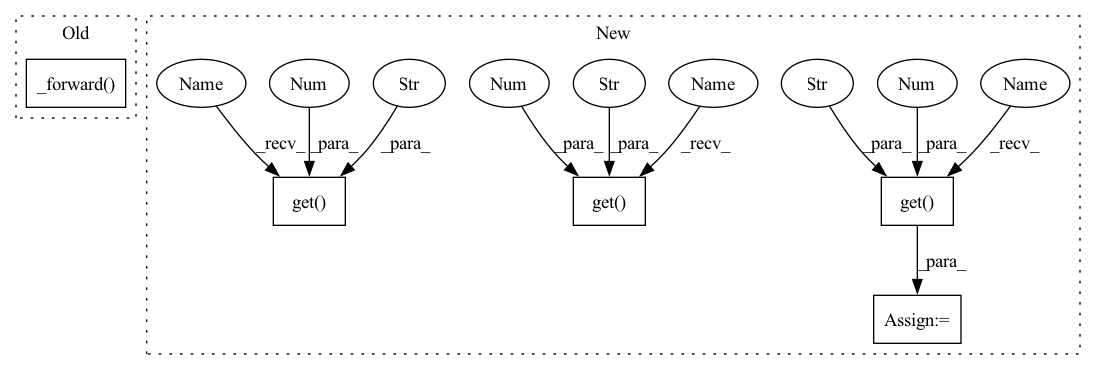 Old
New
_forward()
Name
Num
Str
Num
Str
Name
Str
Num
Name
_recv_
_para_
_para_
_para_
_para_
_recv_
_para_
_para_
_recv_
get()
get()
get()
_para_
Assign:=